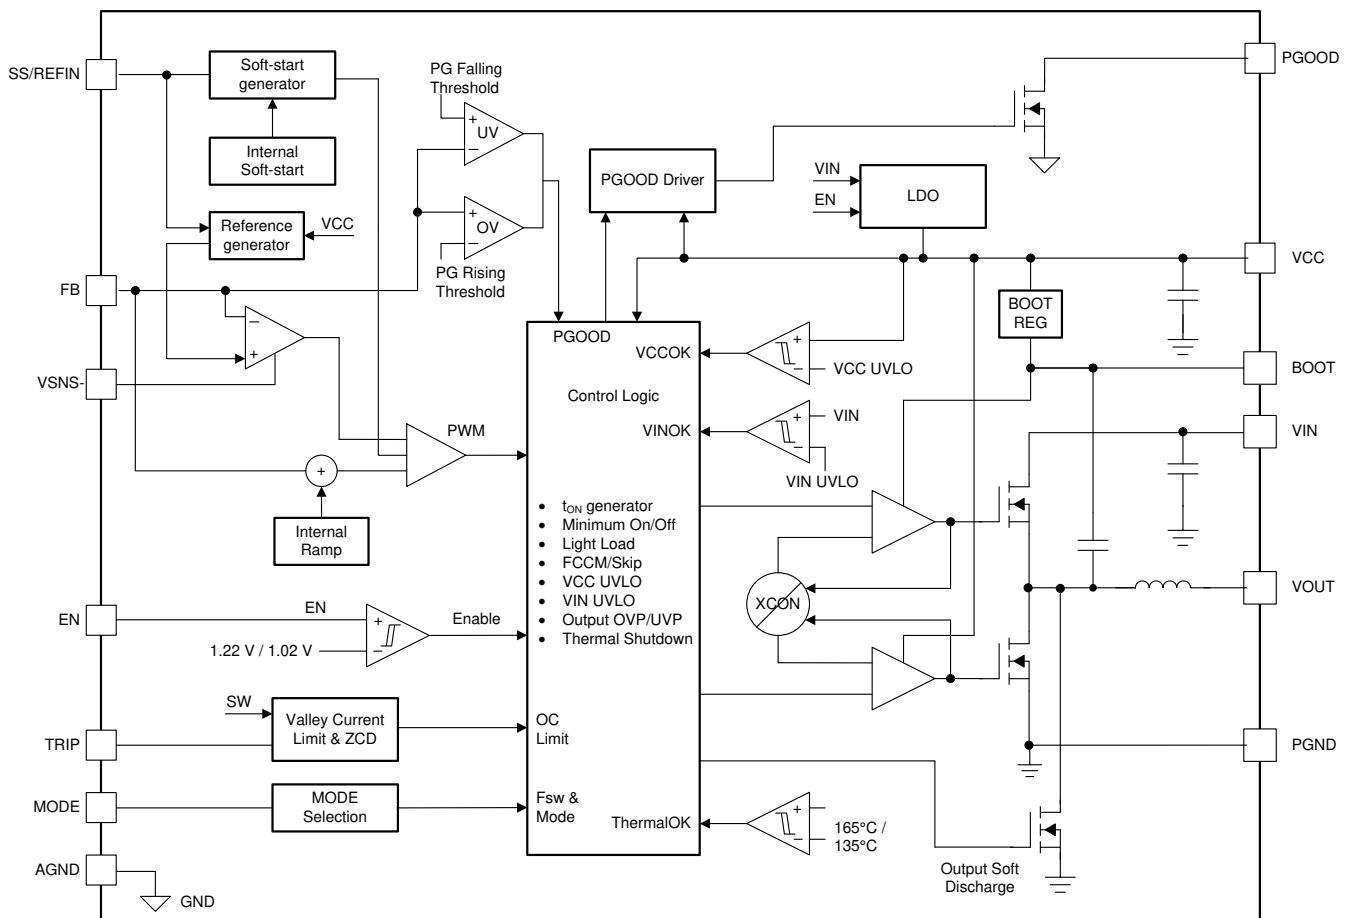 SS/REFIN
Soft-start
generator
Internal
Soft-start
Reference
generator
VCC
PG Falling
Threshold
+
UV
−
+
OV
−
PG Rising
Threshold
PGOOD Driver
VIN
EN
LDO
PGOOD
VCC
BOOT
REG
BOOT
VIN
VOUT
PGND
FB
−
+
VSNS-
PWM
+
Internal
Ramp
PGOOD
VCCOK
Control Logic
VINOK
• tON generator
• Minimum On/Off
• Light Load
• FCCM/Skip
• VCC UVLO
• VIN UVLO
• Output OVP/UVP
• Thermal Shutdown
OC
Limit
Fsw &
Mode
ThermalOK
+
−
VCC UVLO
+
VIN
−
VIN UVLO
XCON
+
−
165°C /
135°C
Output Soft
Discharge
EN
EN
+
1.22 V / 1.02 V
−
Enable
SW
Valley Current
Limit & ZCD
TRIP
MODE
MODE
Selection
AGND
GND